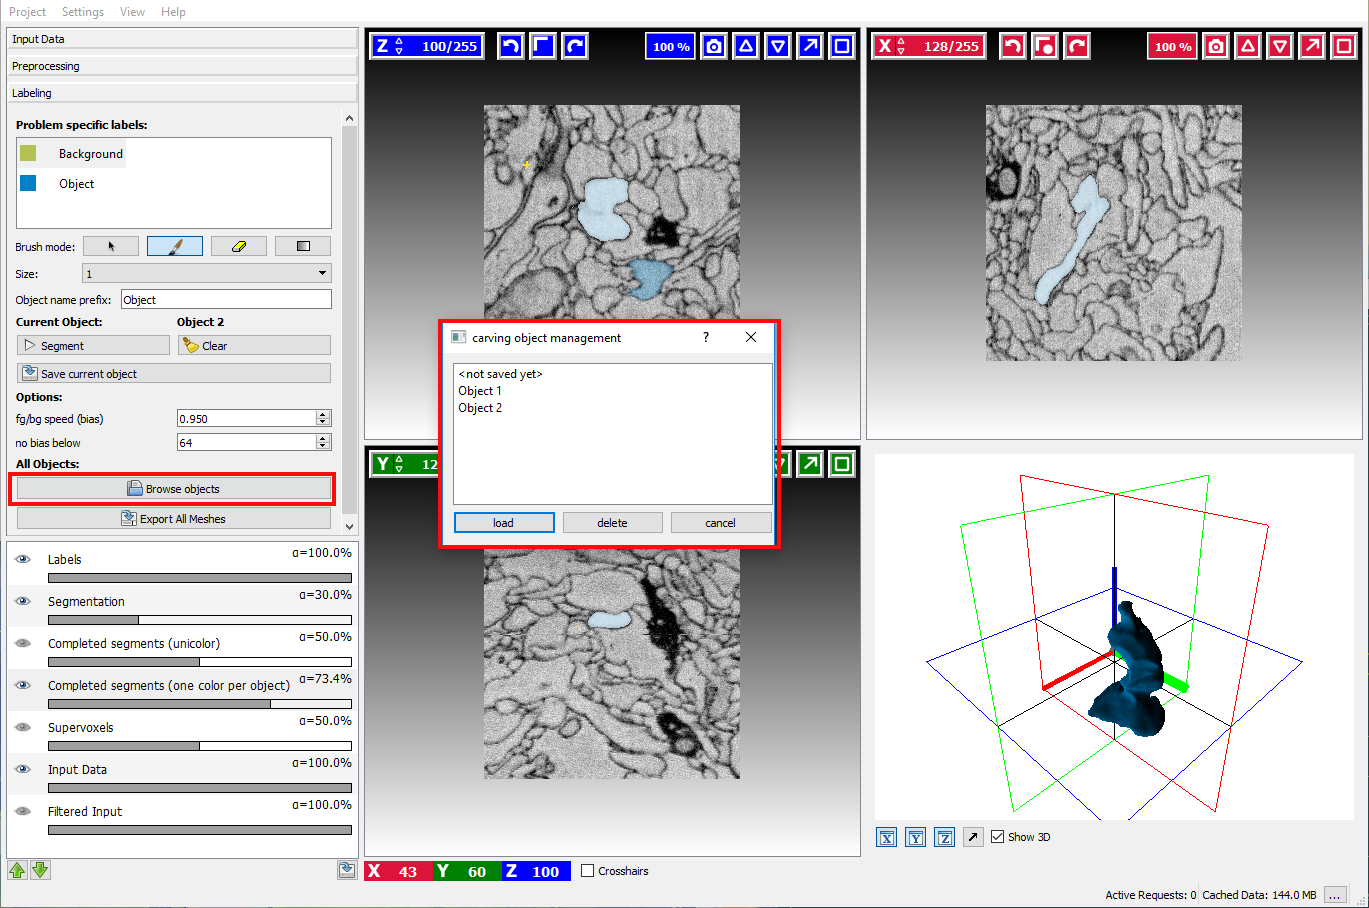 Project Settings View Help
Input Data
Preprocessing
Labeling
Problem specific labels:
Background
Object
Brush mode:
Size: 1
Object name prefix: Object
Current Object: Object 2
Segment Clear
Save current object
Options:
fg/bg speed (bias) 0.950
no bias below 64
All Objects:
Browse objects
Export All Meshes
Labels α=100.0%
Segmentation α=30.0%
Completed segments (unicolor) α=50.0%
Completed segments (one color per object) α=73.4%
Supervoxels α=50.0%
Input Data α=100.0%
Filtered Input α=100.0%
Z 100/255 100 %
X 128/255 100 %
carving object management ?
<not saved yet>
Object 1
Object 2
load delete cancel
Y 12
X Y Z Show 3D
X 43 Y 60 Z 100 Crosshairs
Active Requests: 0 Cached Data: 144.0 MB ...